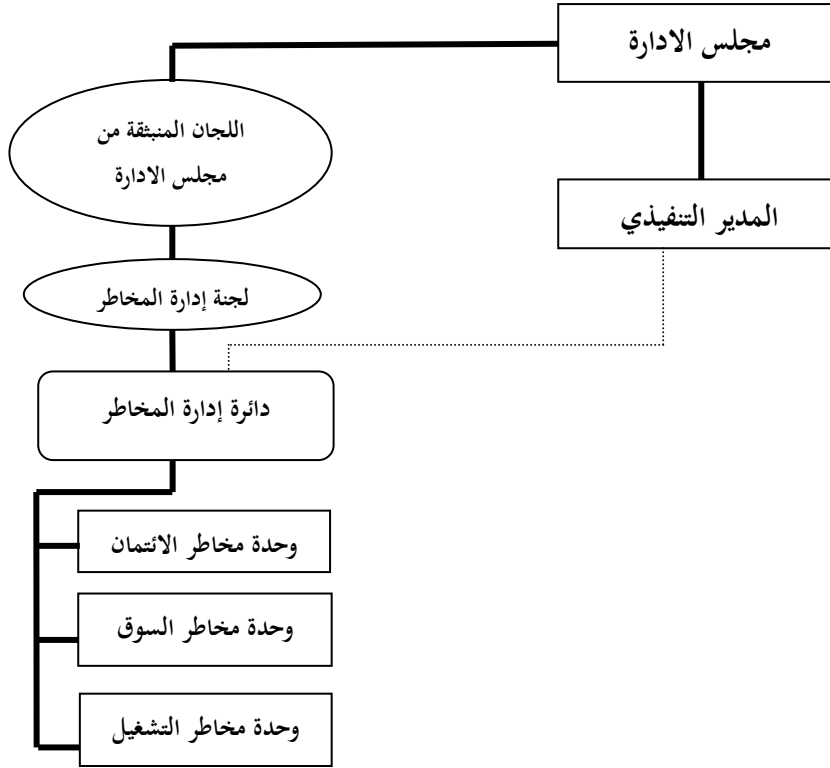 مجلس الادارة
اللجان المنبثقة من
مجلس الادارة
المدير التنفيذي
لجنة إدارة المخاطر
دائرة إدارة المخاطر
وحدة مخاطر الائتمان
وحدة مخاطر السوق
وحدة مخاطر التشغيل